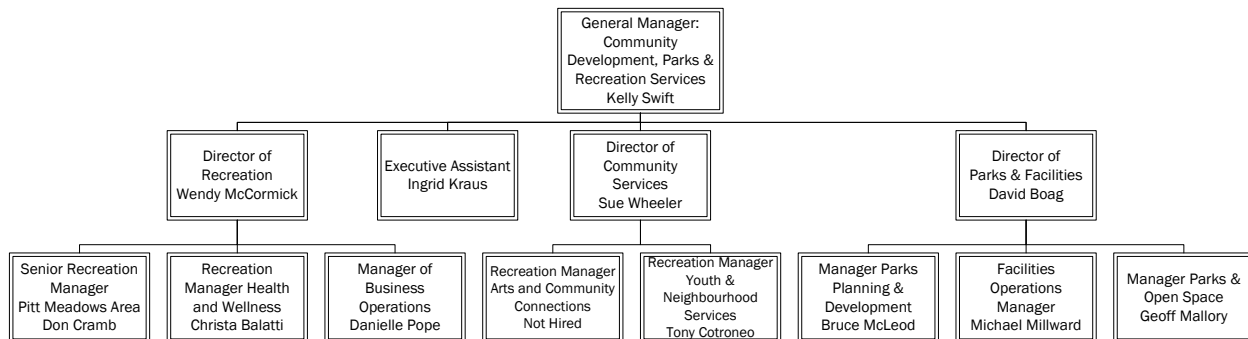 General Manager:
Community
Development, Parks &
Recreation Services
Kelly Swift
Director of
Recreation
Wendy McCormick
Executive Assistant
Ingrid Kraus
Director of
Community
Services
Sue Wheeler
Director of
Parks & Facilities
David Boag
Senior Recreation
Manager
Pitt Meadows Area
Don Cramb
Recreation
Manager Health
and Wellness
Christa Balatti
Manager of
Business
Operations
Danielle Pope
Recreation Manager
Arts and Community
Connections
Not Hired
Recreation Manager
Youth &
Neighbourhood
Services
Tony Cotroneo
Manager Parks
Planning &
Development
Bruce McLeod
Facilities
Operations
Manager
Michael Millward
Manager Parks &
Open Space
Geoff Mallory